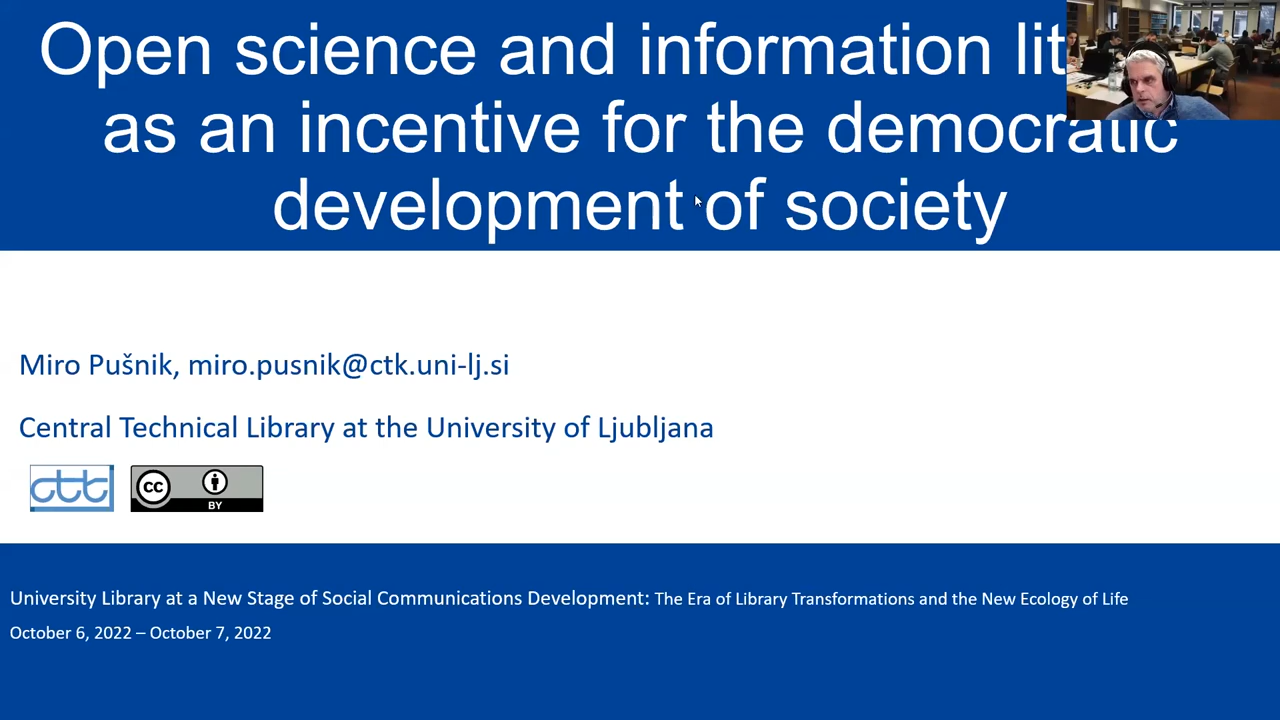 Open science and information lit
as an incentive for the democratic
development of society
Miro Pušnik, miro.pusnik@ctk.uni-lj.si
Central Technical Library at the University of Ljubljana
ctk
cc
BY
University Library at a New Stage of Social Communications Development: The Era of Library Transformations and the New Ecology of Life
October 6, 2022 – October 7, 2022